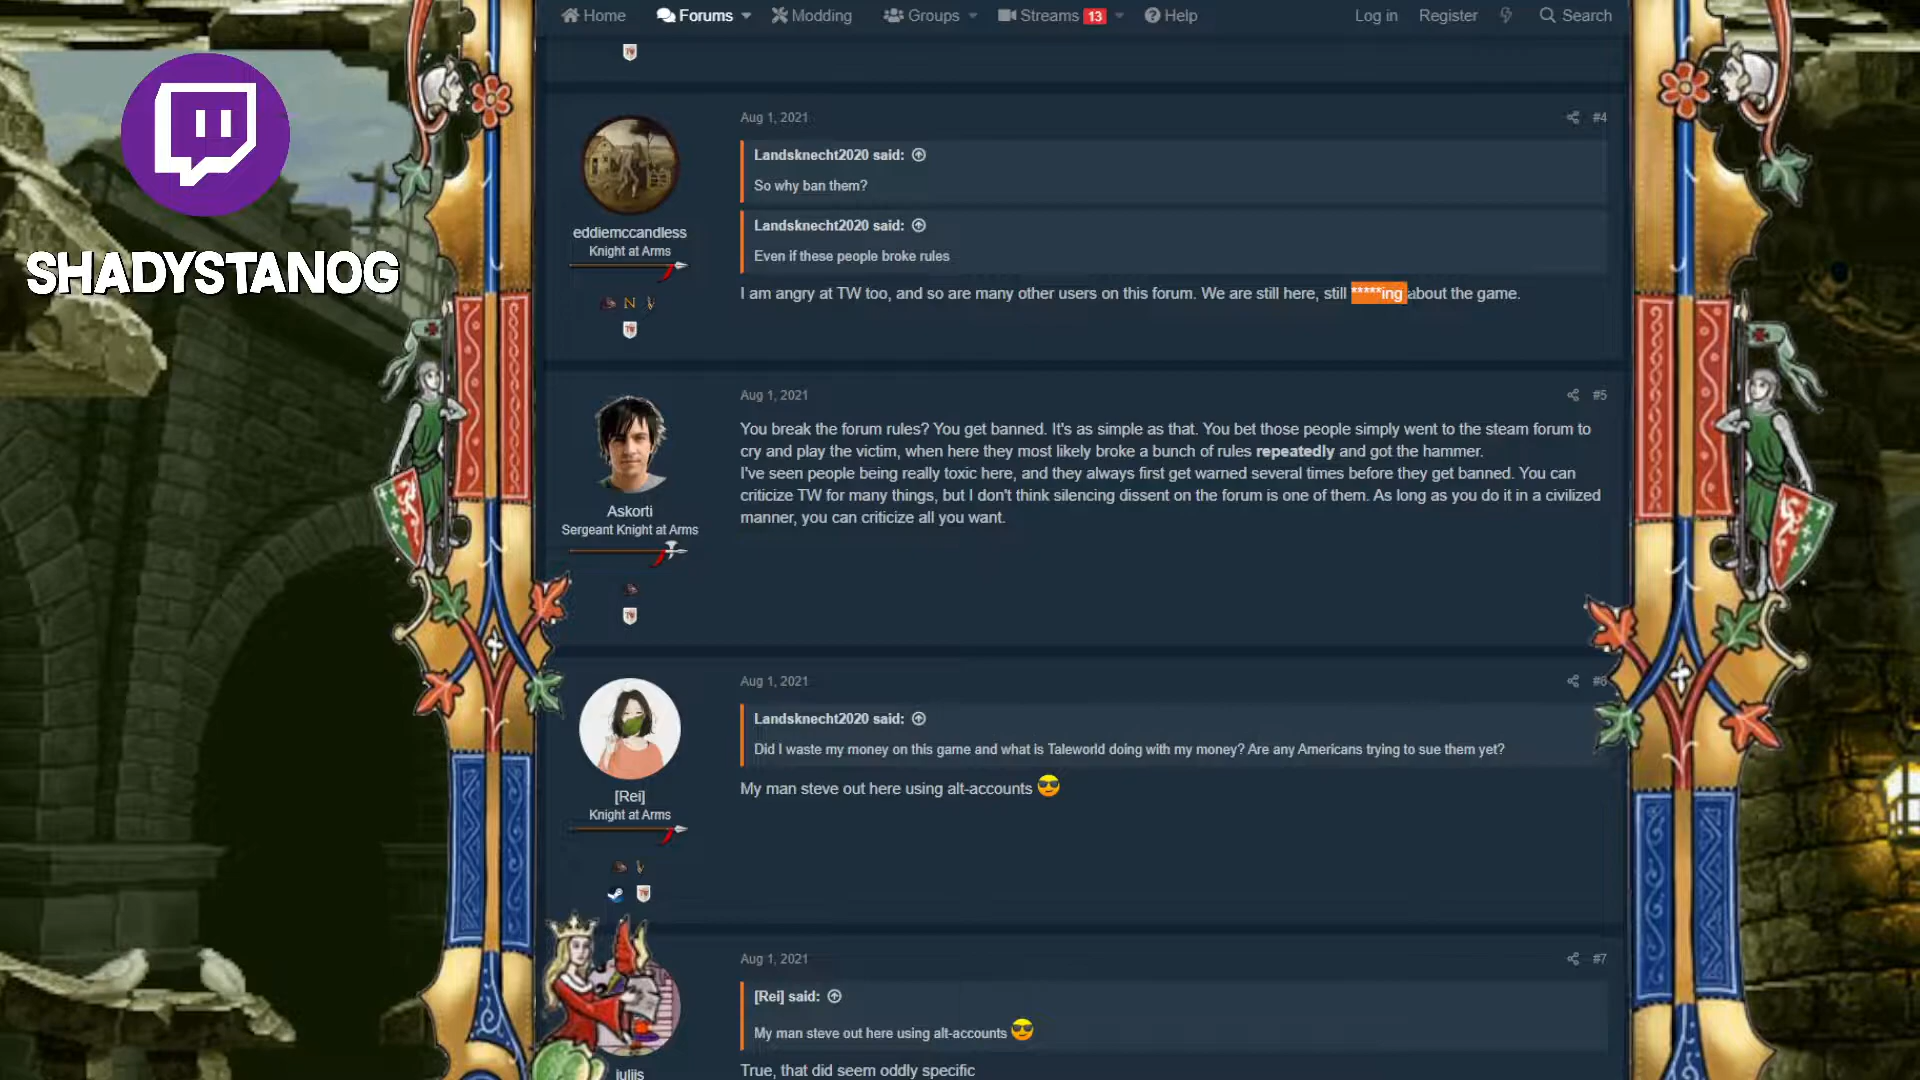 Home
Forums
Modding
Groups
Streams 13
Help
Log in
Register
Search
SHADYSTANOG
eddiemccandless
Knight at Arms
Aug 1, 2021
#4
Landsknecht2020 said:
So why ban them?
Landsknecht2020 said:
Even if these people broke rules
I am angry at TW too, and so are many other users on this forum. We are still here, still *****ing about the game.
Askorti
Sergeant Knight at Arms
Aug 1, 2021
#5
You break the forum rules? You get banned. It's as simple as that. You bet those people simply went to the steam forum to
cry and play the victim, when here they most likely broke a bunch of rules repeatedly and got the hammer.
I've seen people being really toxic here, and they always first get warned several times before they get banned. You can
criticize TW for many things, but I don't think silencing dissent on the forum is one of them. As long as you do it in a civilized
manner, you can criticize all you want.
[Rei]
Knight at Arms
Aug 1, 2021
#6
Landsknecht2020 said:
Did I waste my money on this game and what is Taleworld doing with my money? Are any Americans trying to sue them yet?
My man steve out here using alt-accounts 😎
Aug 1, 2021
#7
[Rei] said:
My man steve out here using alt-accounts 😎
True, that did seem oddly specific